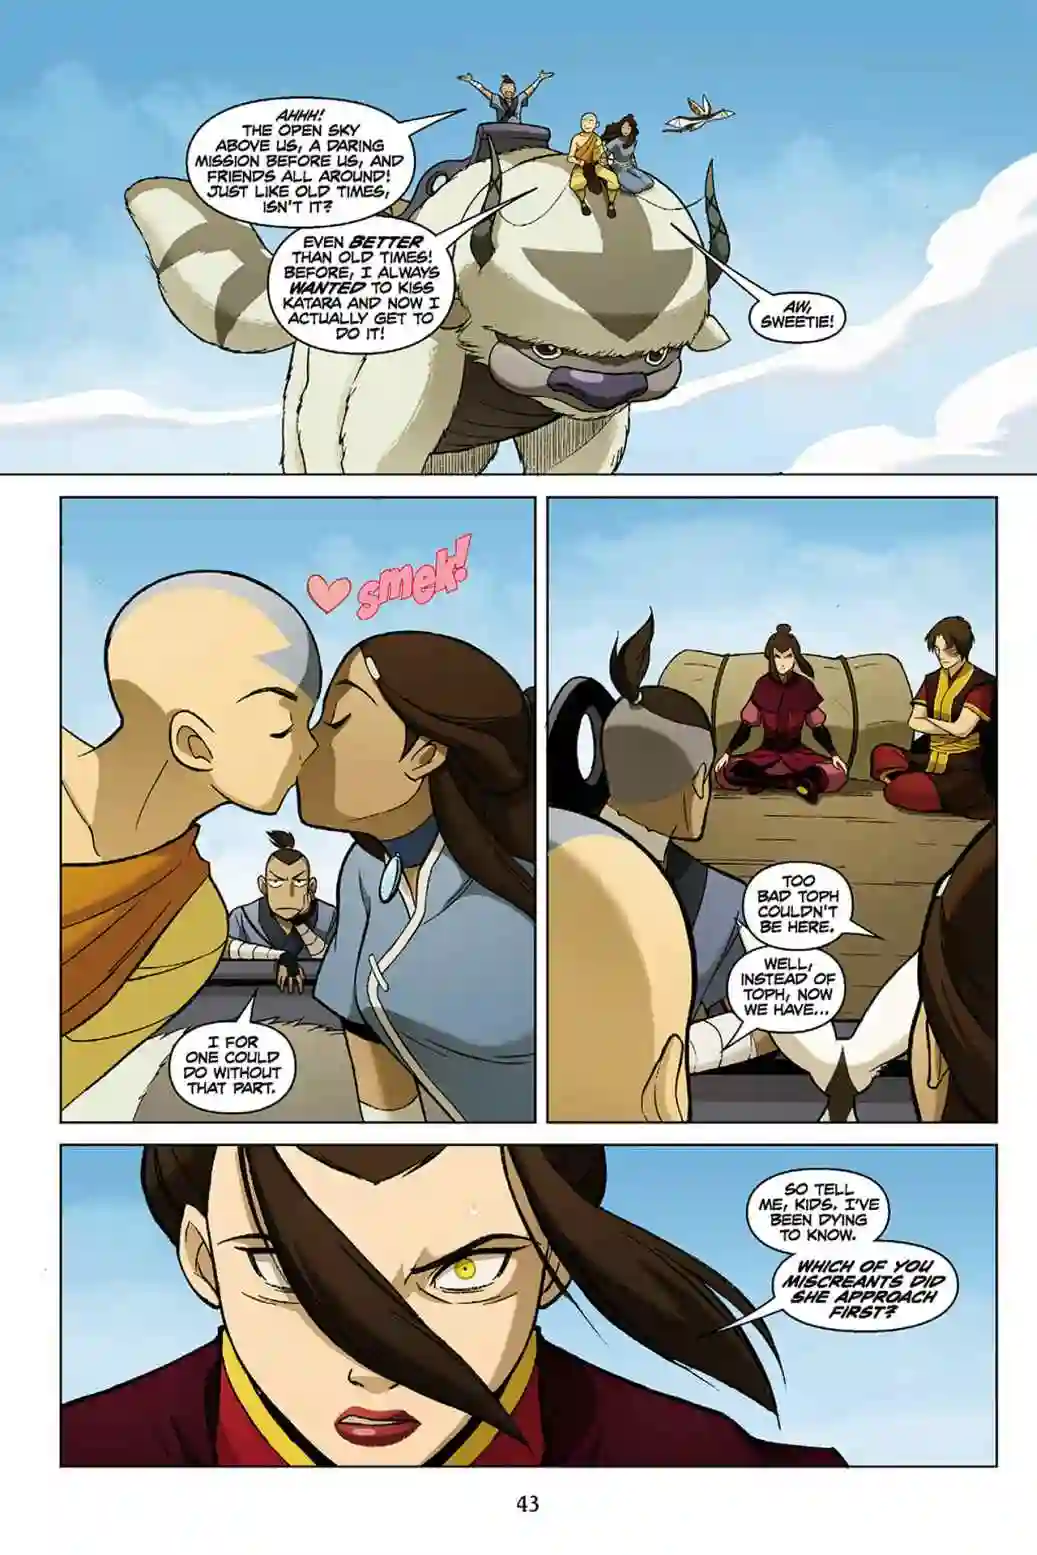 AHHH!
THE OPEN SKY
ABOVE US, A DARING
MISSION BEFORE US, AND
FRIENDS ALL AROUND!
JUST LIKE OLD TIMES,
ISN'T IT?
EVEN BETTER
THAN OLD TIMES!
BEFORE, I ALWAYS
WANTED TO KISS
KATARA AND NOW I
ACTUALLY GET TO
DO IT!
AW,
SWEETIE!
smek!
I FOR
ONE COULD
DO WITHOUT
THAT PART.
TOO
BAD TOPH
COULDN'T
BE HERE.
WELL,
INSTEAD OF
TOPH, NOW
WE HAVE...
SO TELL
ME, KIDS. I'VE
BEEN DYING
TO KNOW.
WHICH OF YOU
MISCREANTS DID
SHE APPROACH
FIRST?
43